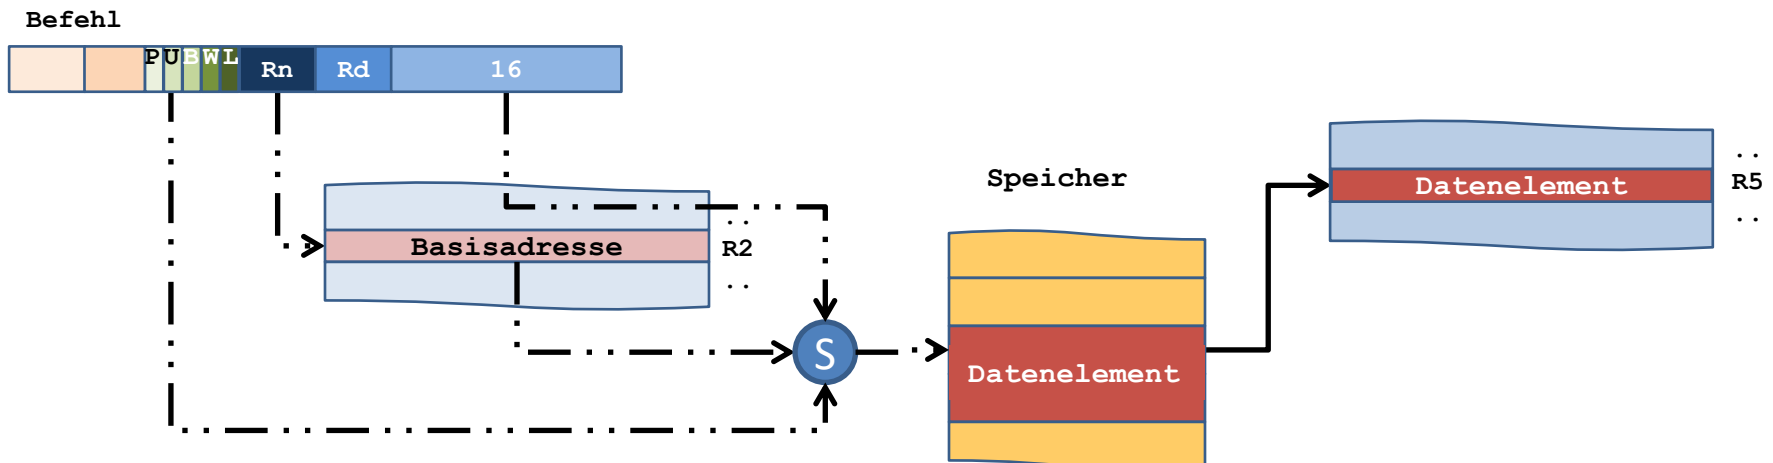 Befehl
P U B W L Rn Rd 16
Speicher
..
Datenelement R5
..
..
Basisadresse R2
..
S
Datenelement